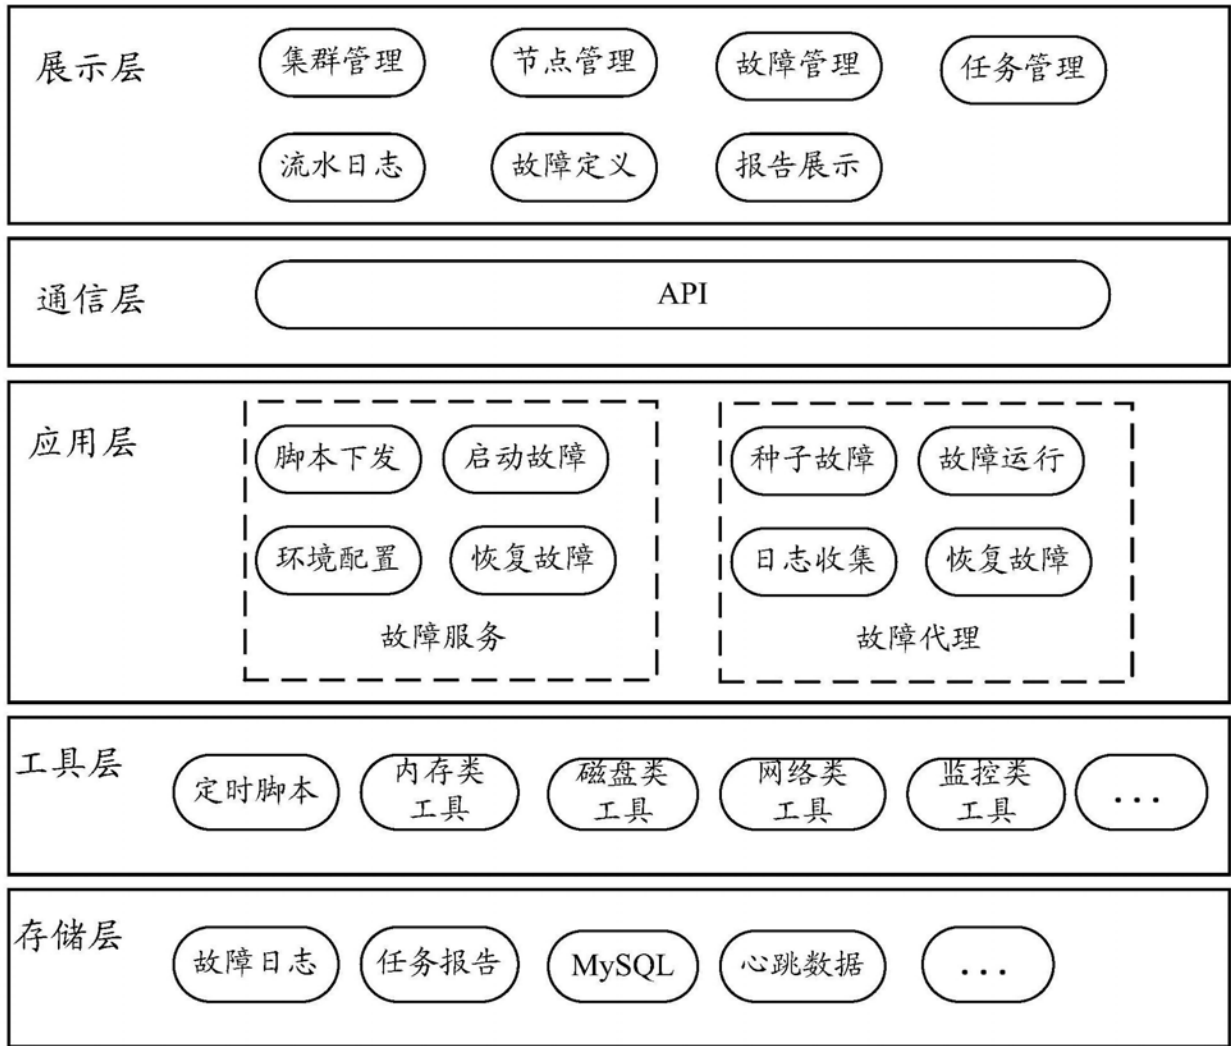 展示层
集群管理
节点管理
故障管理
任务管理
流水日志
故障定义
报告展示
通信层
API
应用层
脚本下发
启动故障
环境配置
恢复故障
故障服务
种子故障
故障运行
日志收集
恢复故障
故障代理
工具层
定时脚本
内存类
工具
磁盘类
工具
网络类
工具
监控类
工具
...
存储层
故障日志
任务报告
MySQL
心跳数据
...